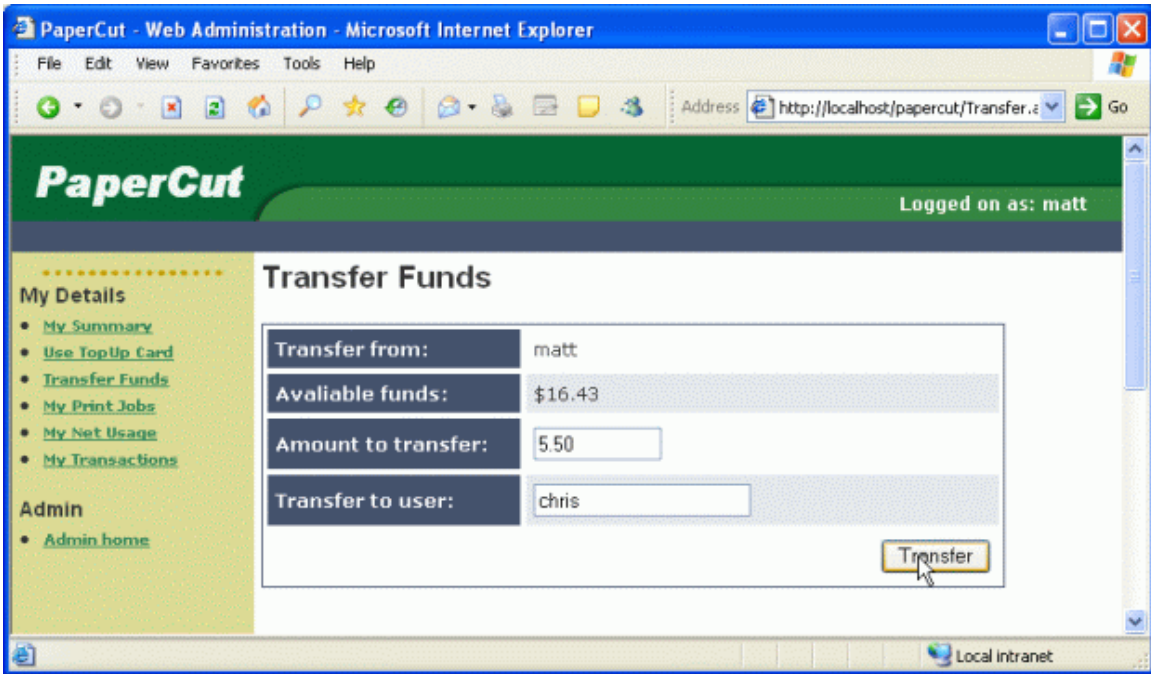 PaperCut - Web Administration - Microsoft Internet Explorer
File Edit View Favorites Tools Help
Address http://localhost/papercut/Transfer.a Go
PaperCut
Logged on as: matt
Transfer Funds
My Details
My Summary
Use TopUp Card
Transfer Funds
My Print Jobs
My Net Usage
My Transactions
Admin
Admin home
Transfer from: matt
Avaliable funds: $16.43
Amount to transfer: 5.50
Transfer to user: chris
Transfer
Local intranet